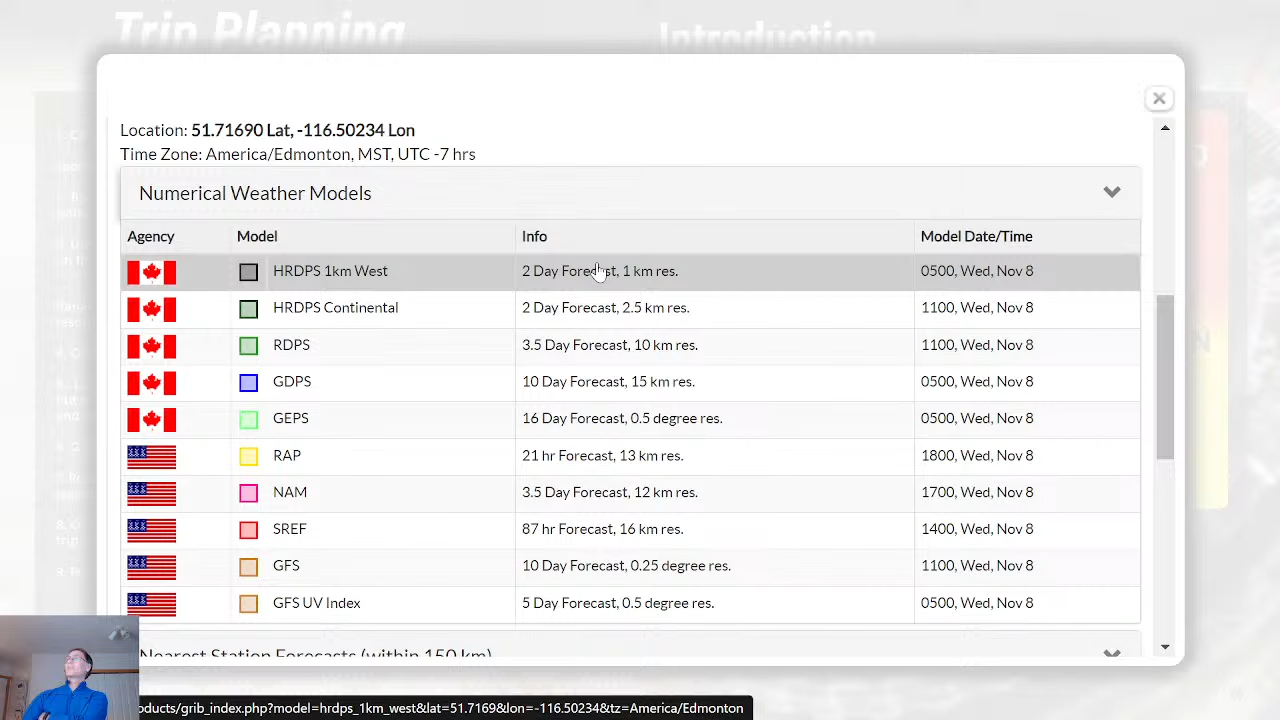 Trip Planning
Introduction
Location: 51.71690 Lat, -116.50234 Lon
Time Zone: America/Edmonton, MST, UTC -7 hrs
Numerical Weather Models
Agency Model Info Model Date/Time
HRDPS 1km West 2 Day Forecast, 1 km res. 0500, Wed, Nov 8
HRDPS Continental 2 Day Forecast, 2.5 km res. 1100, Wed, Nov 8
RDPS 3.5 Day Forecast, 10 km res. 1100, Wed, Nov 8
GDPS 10 Day Forecast, 15 km res. 0500, Wed, Nov 8
GEPS 16 Day Forecast, 0.5 degree res. 0500, Wed, Nov 8
RAP 21 hr Forecast, 13 km res. 1800, Wed, Nov 8
NAM 3.5 Day Forecast, 12 km res. 1700, Wed, Nov 8
SREF 87 hr Forecast, 16 km res. 1400, Wed, Nov 8
GFS 10 Day Forecast, 0.25 degree res. 1100, Wed, Nov 8
GFS UV Index 5 Day Forecast, 0.5 degree res. 0500, Wed, Nov 8
Nearest Station Forecasts (within 150 km)
oducts/grib_index.php?model=hrdps_1km_west&lat=51.7169&lon=-116.50234&tz=America/Edmonton